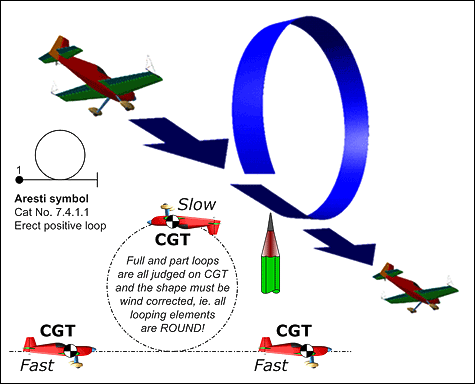 1
Aresti symbol
Cat No. 7.4.1.1
Erect positive loop
Slow
CGT
Full and part loops
are all judged on CGT
and the shape must be
wind corrected, ie. all
looping elements
are ROUND!
CGT
Fast
CGT
Fast